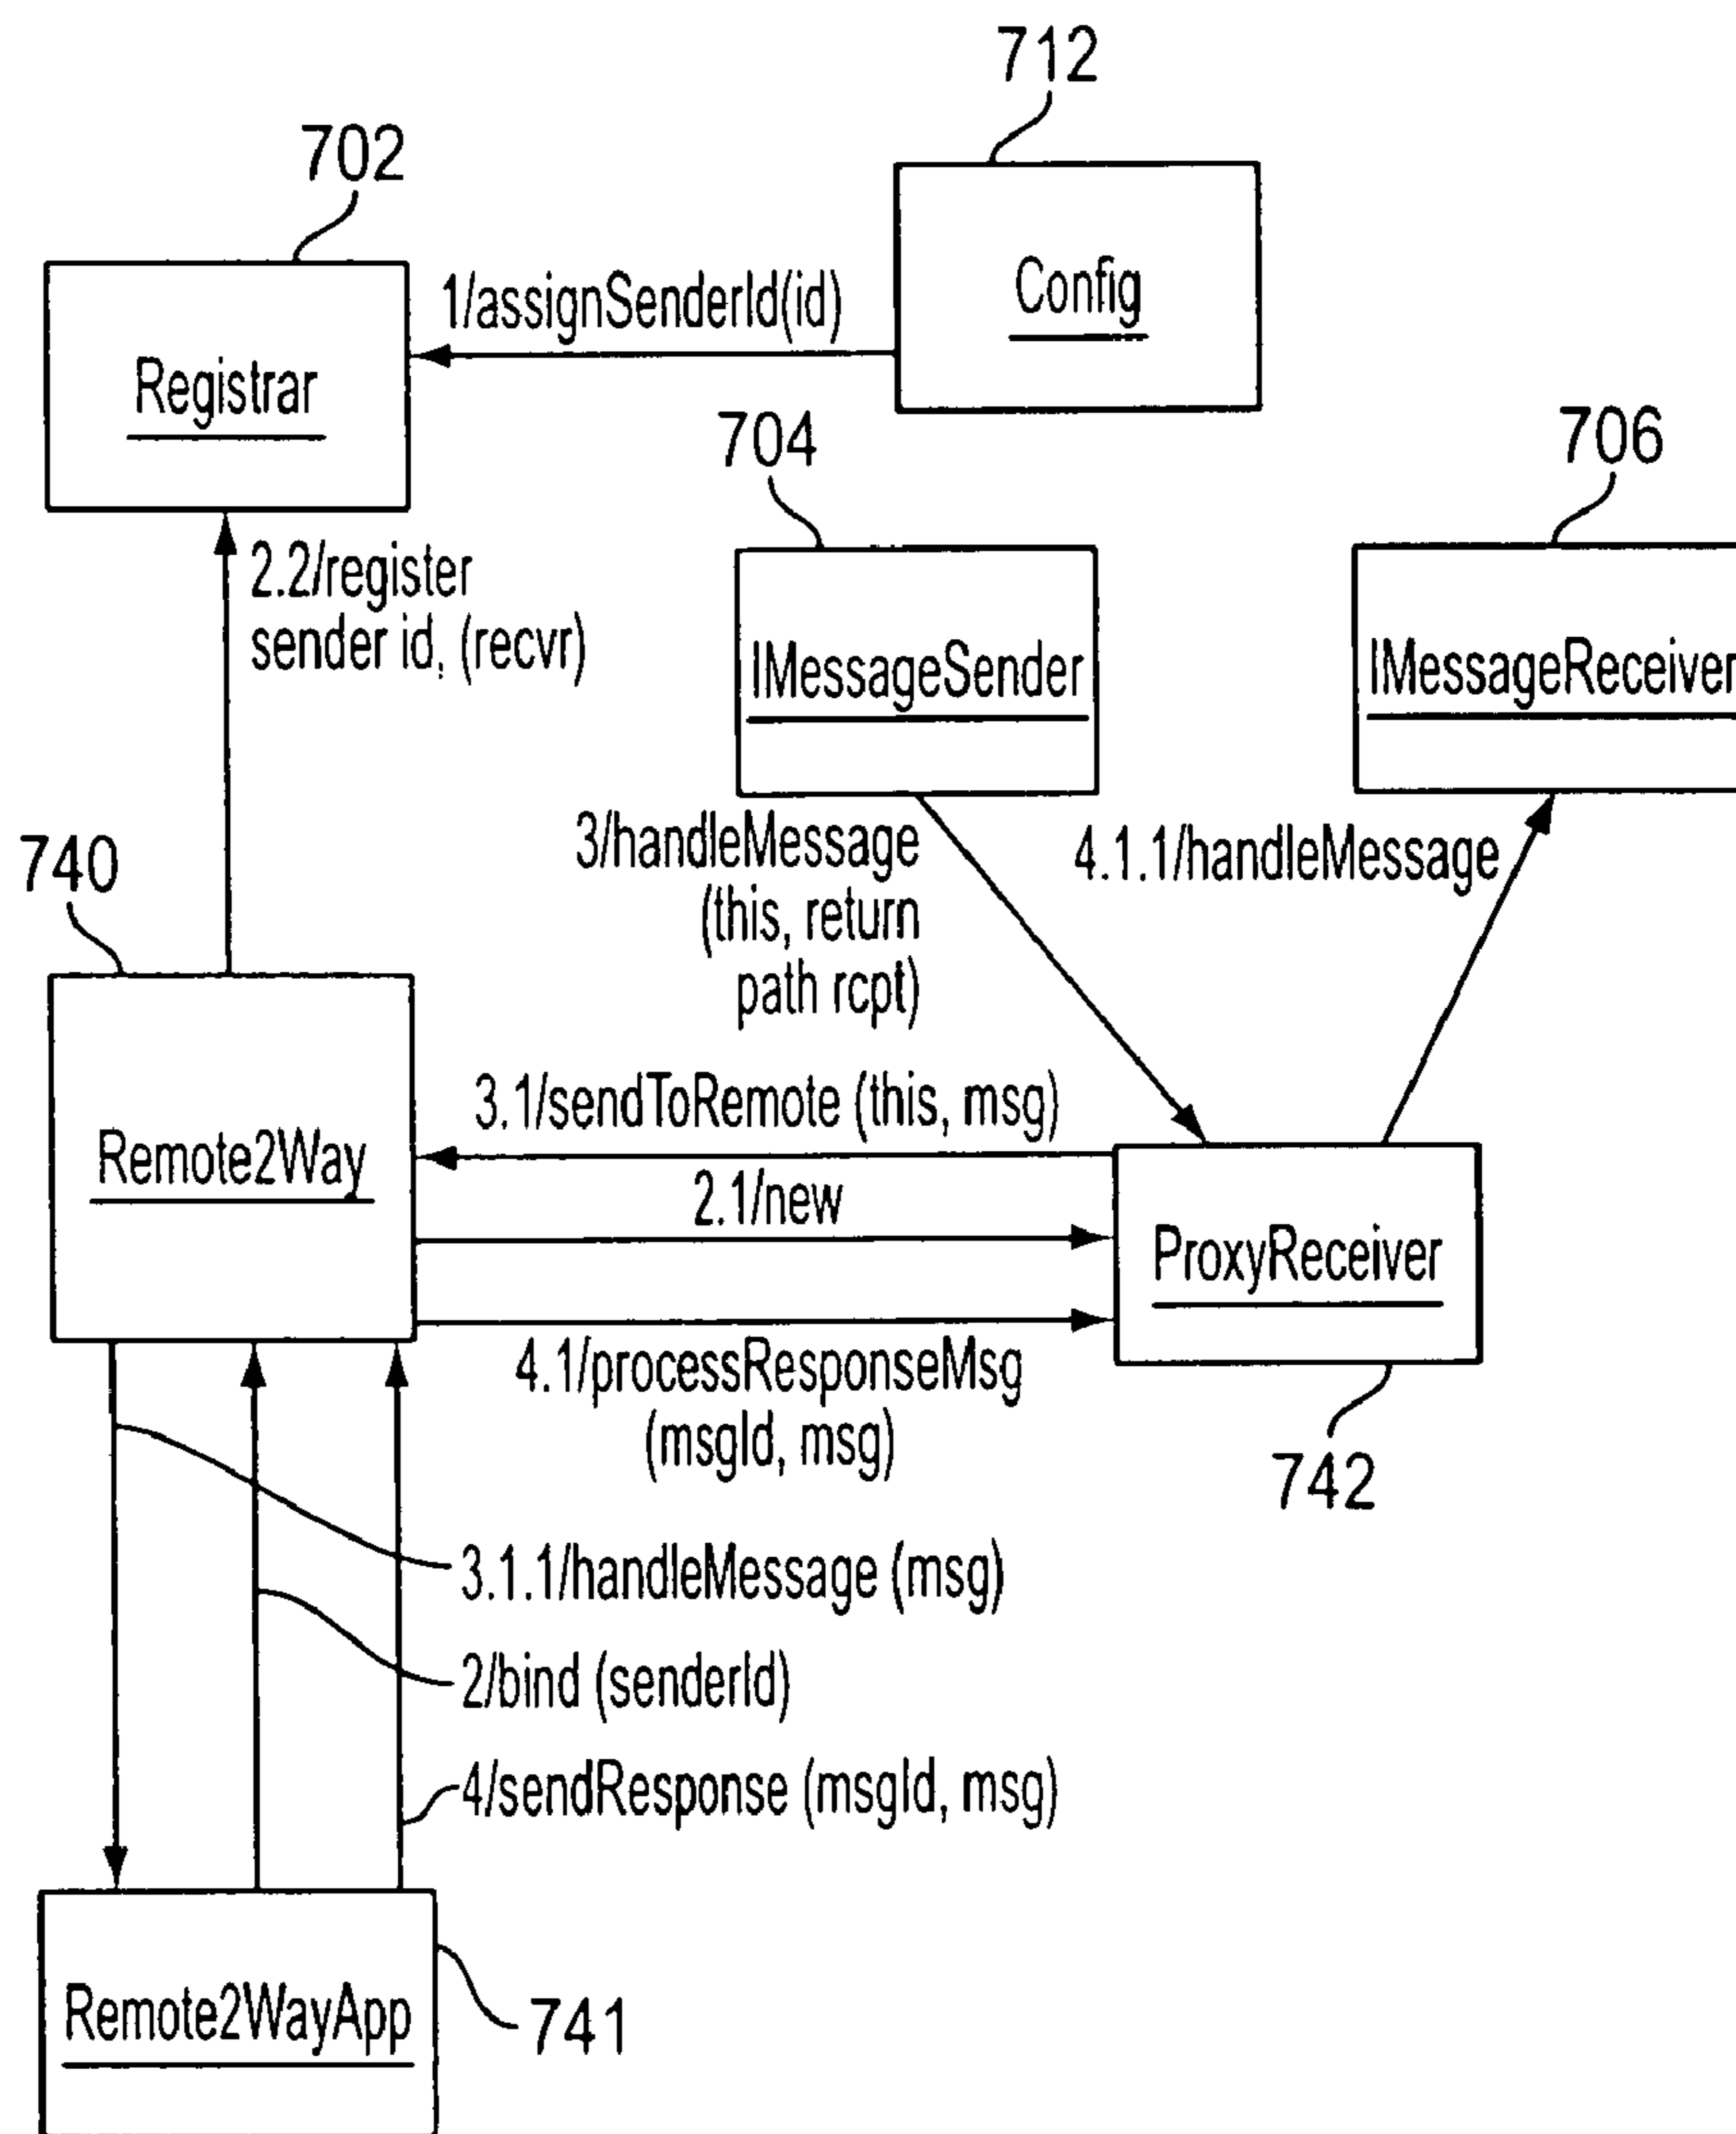 712
702
Config
1/assignSenderId(id)
Registrar
704
706
2.2/register
sender id, (recvr)
IMessageSender
IMessageReceiver
3/handleMessage
(this, return
path rcpt)
4.1.1/handleMessage
740
3.1/sendToRemote (this, msg)
Remote2Way
2.1/new
ProxyReceiver
4.1/processResponseMsg
(msgId, msg)
742
3.1.1/handleMessage (msg)
2/bind (senderId)
4/sendResponse (msgId, msg)
Remote2WayApp
741